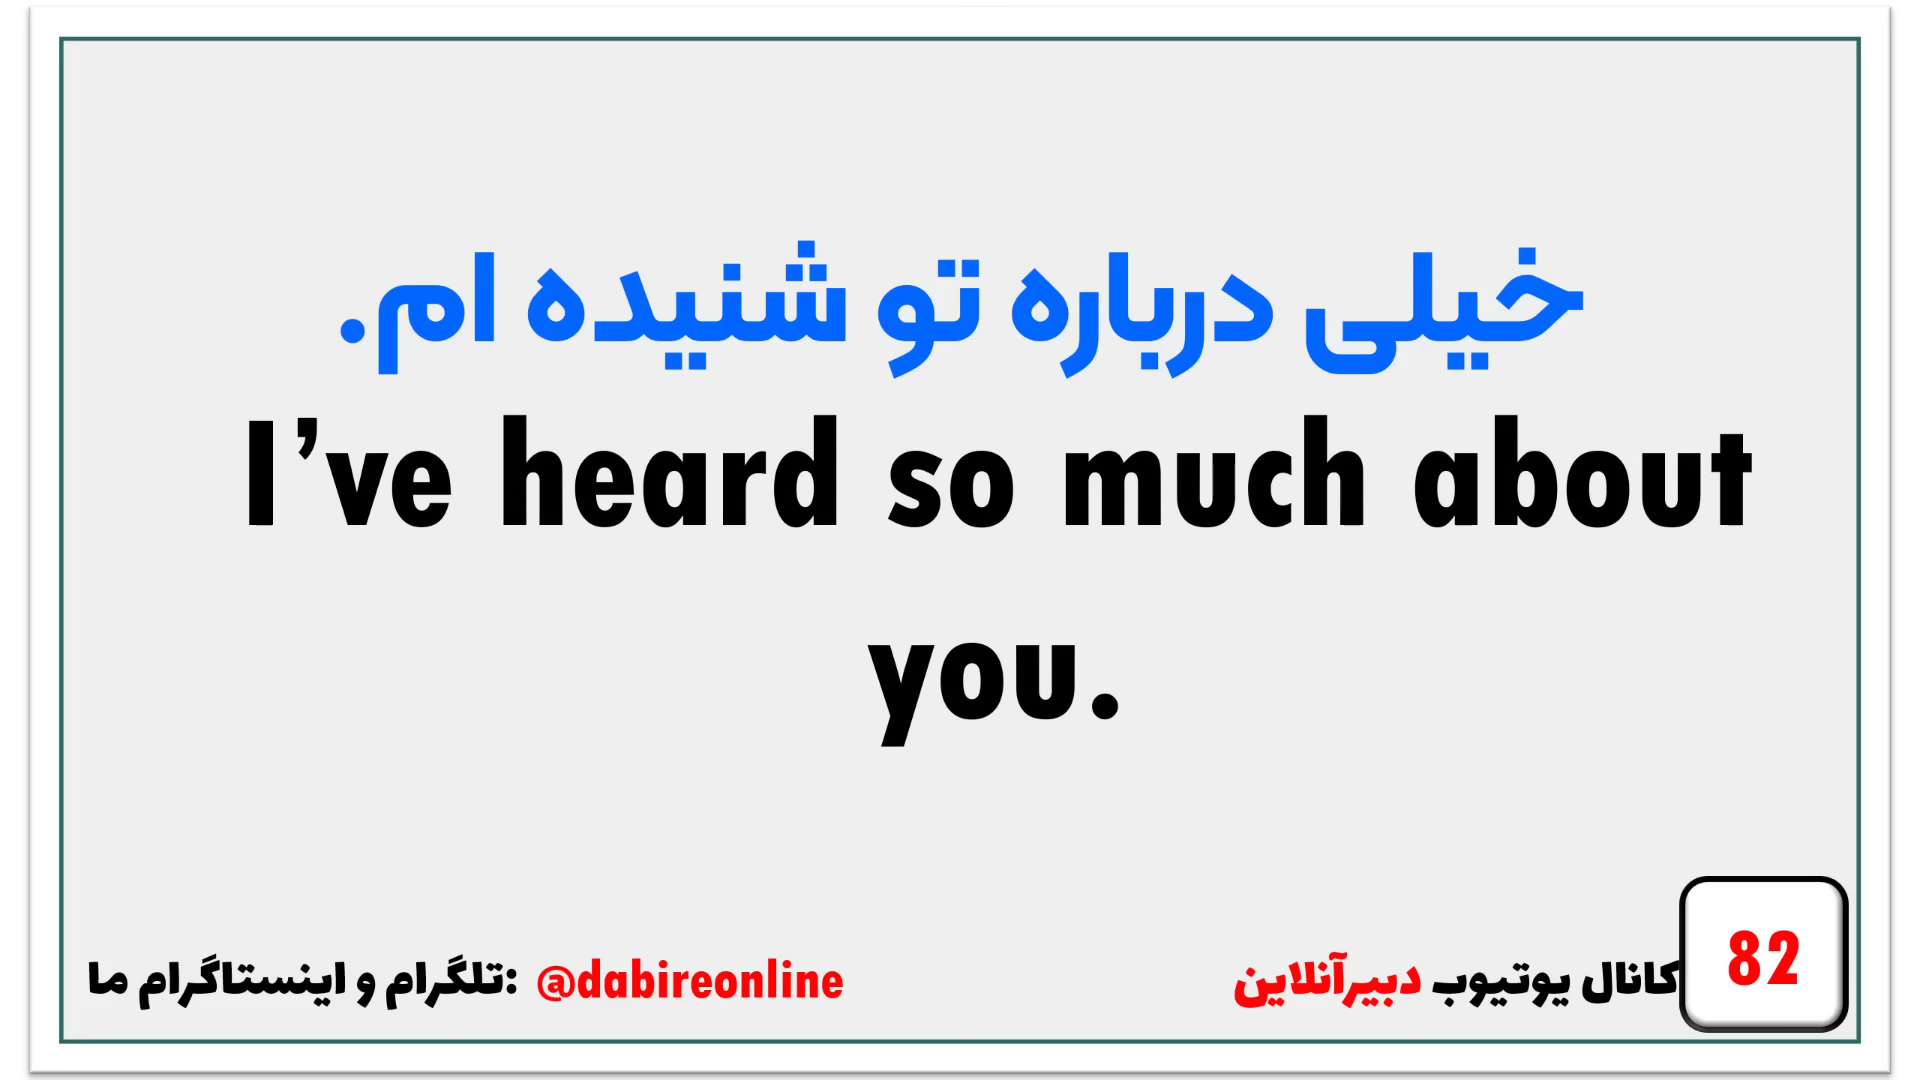 خیلی درباره تو شنیده ام.
I’ve heard so much about
you.
تلگرام و اینستاگرام ما: @dabireonline
کانال یوتیوب دبیرآنلاین
82